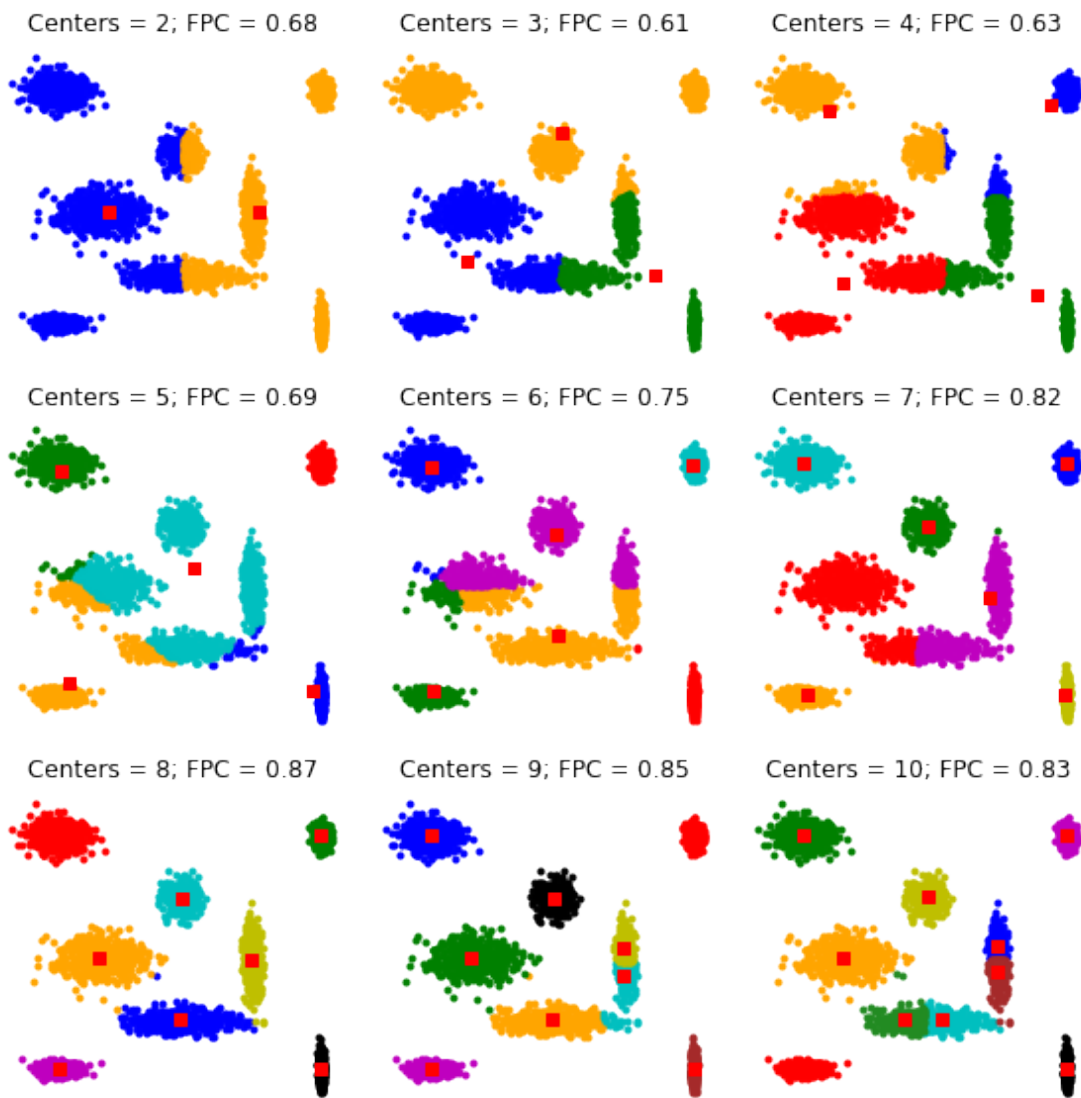 Centers = 2; FPC = 0.68
Centers = 3; FPC = 0.61
Centers = 4; FPC = 0.63
Centers = 5; FPC = 0.69
Centers = 6; FPC = 0.75
Centers = 7; FPC = 0.82
Centers = 8; FPC = 0.87
Centers = 9; FPC = 0.85
Centers = 10; FPC = 0.83